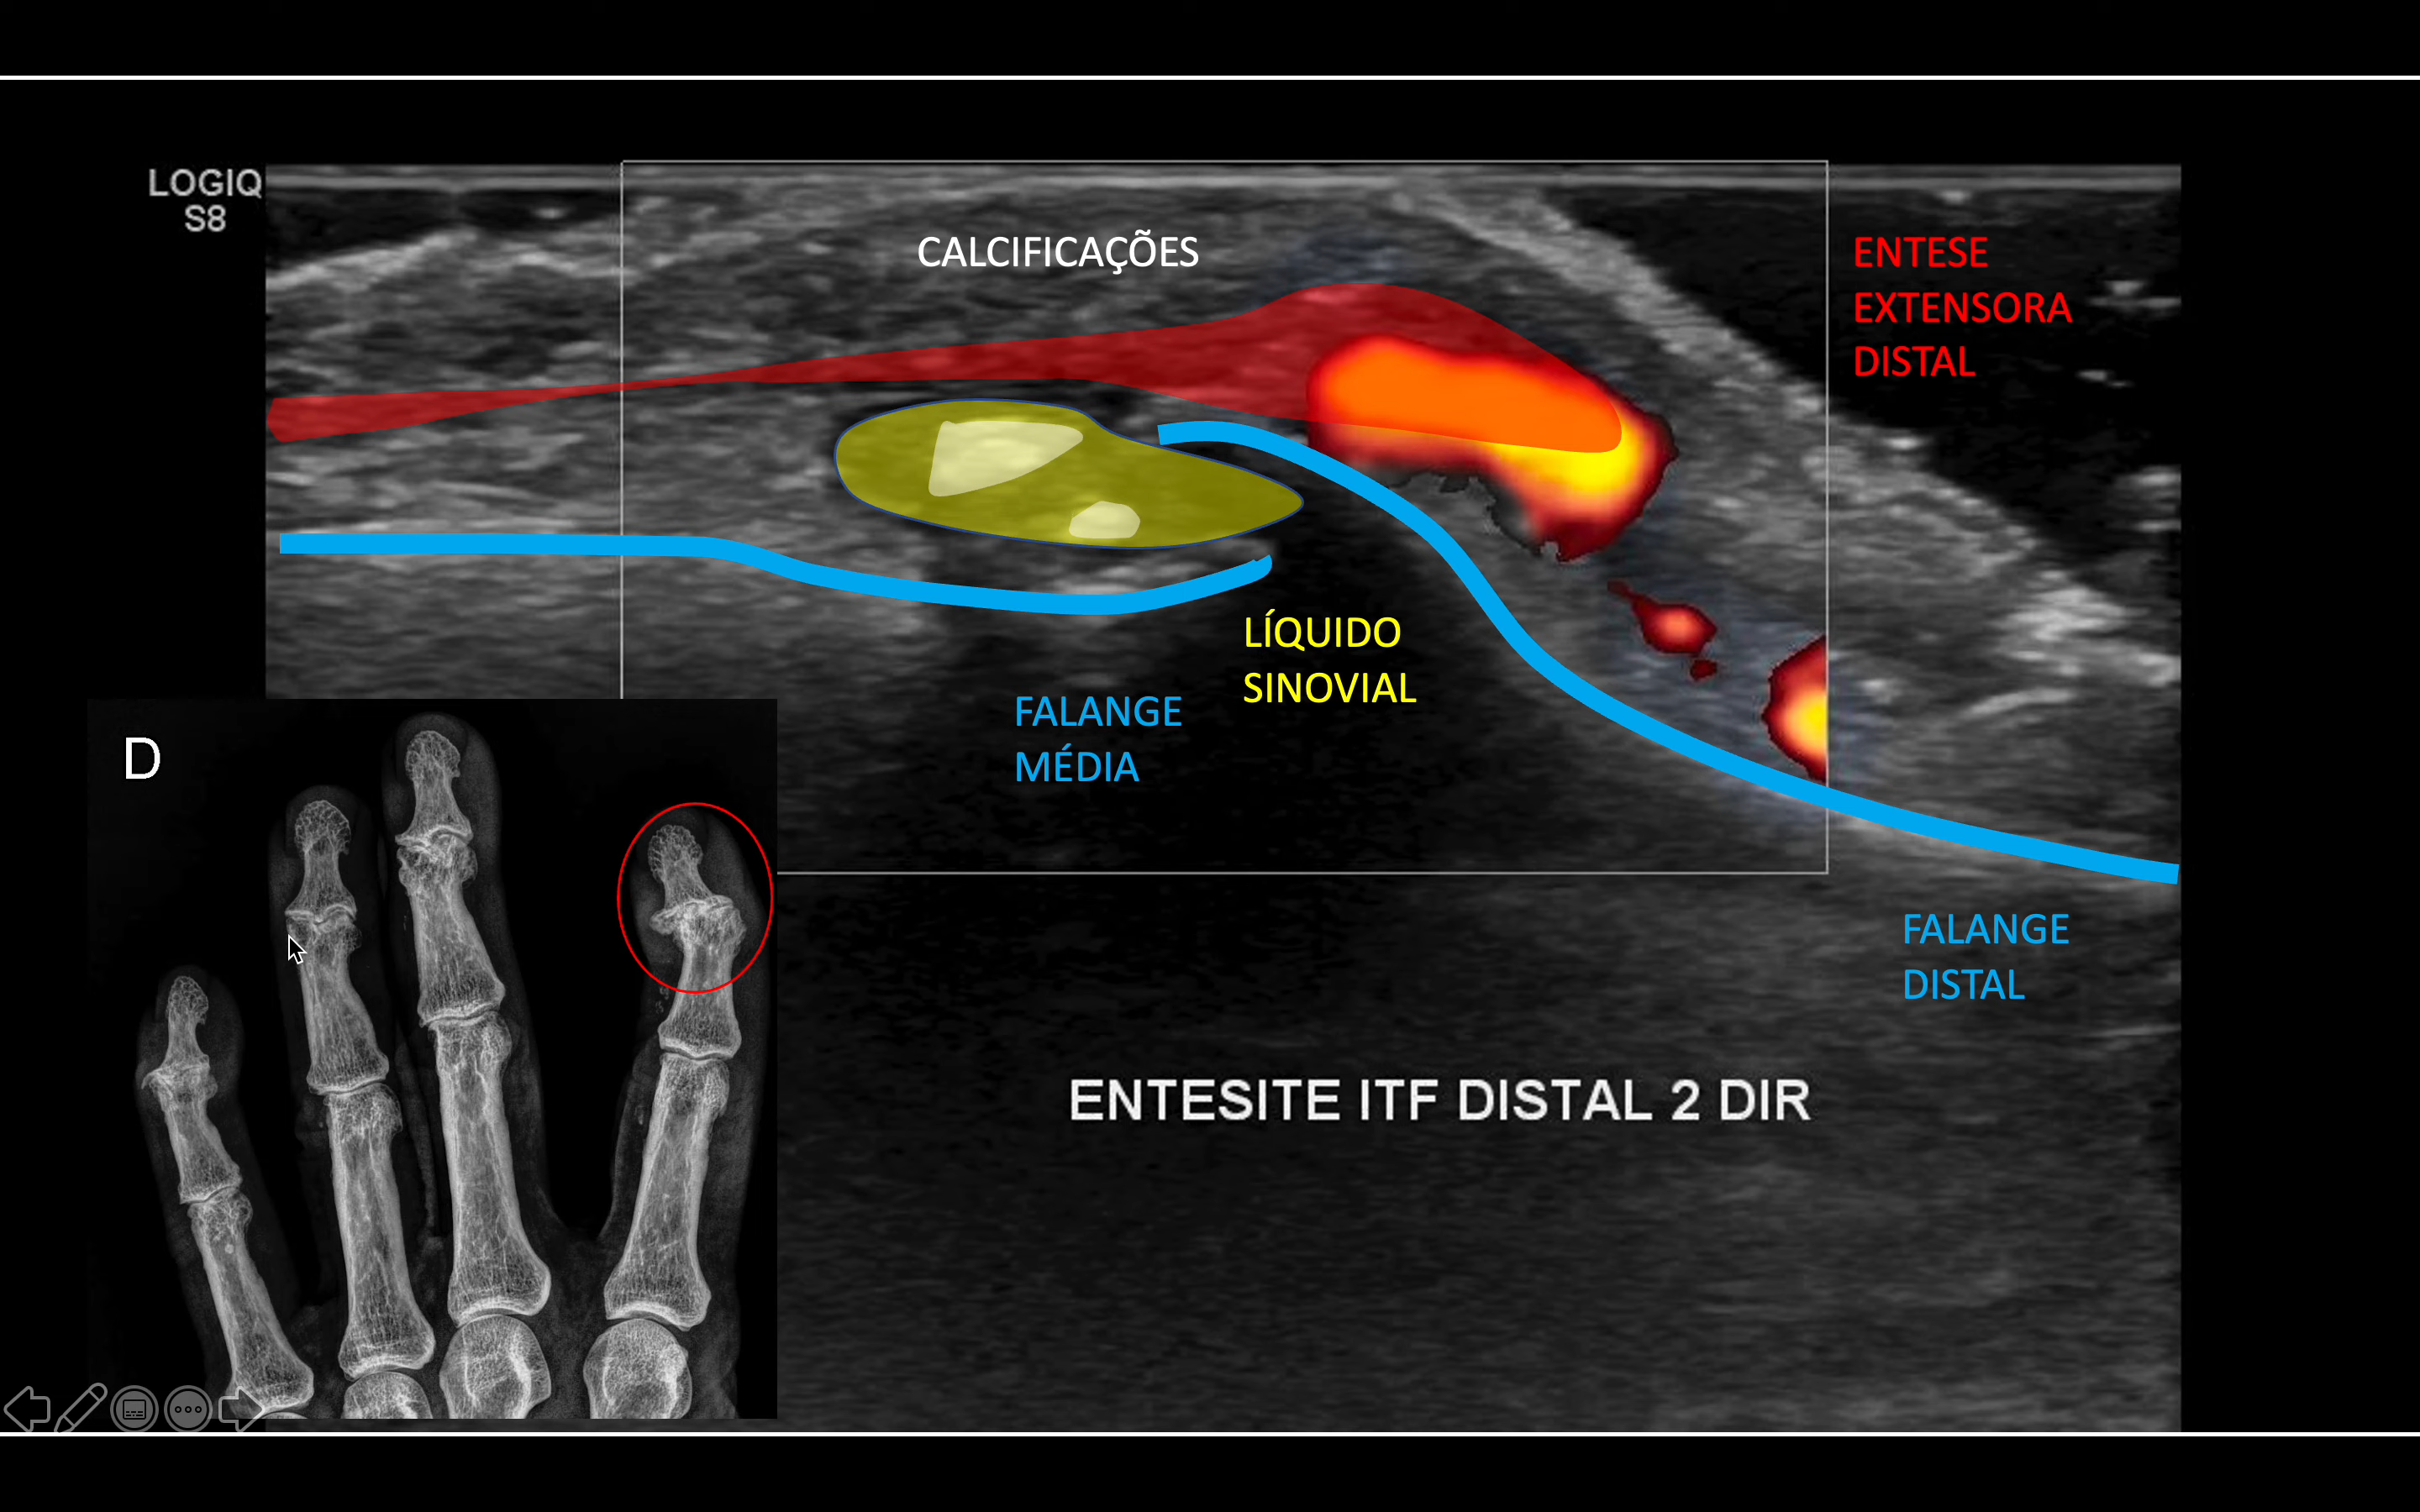 LOGIQ
S8
CALCIFICAÇÕES
ENTESE
EXTENSORA
DISTAL
LÍQUIDO
SINOVIAL
FALANGE
MÉDIA
D
FALANGE
DISTAL
ENTESITE ITF DISTAL 2 DIR